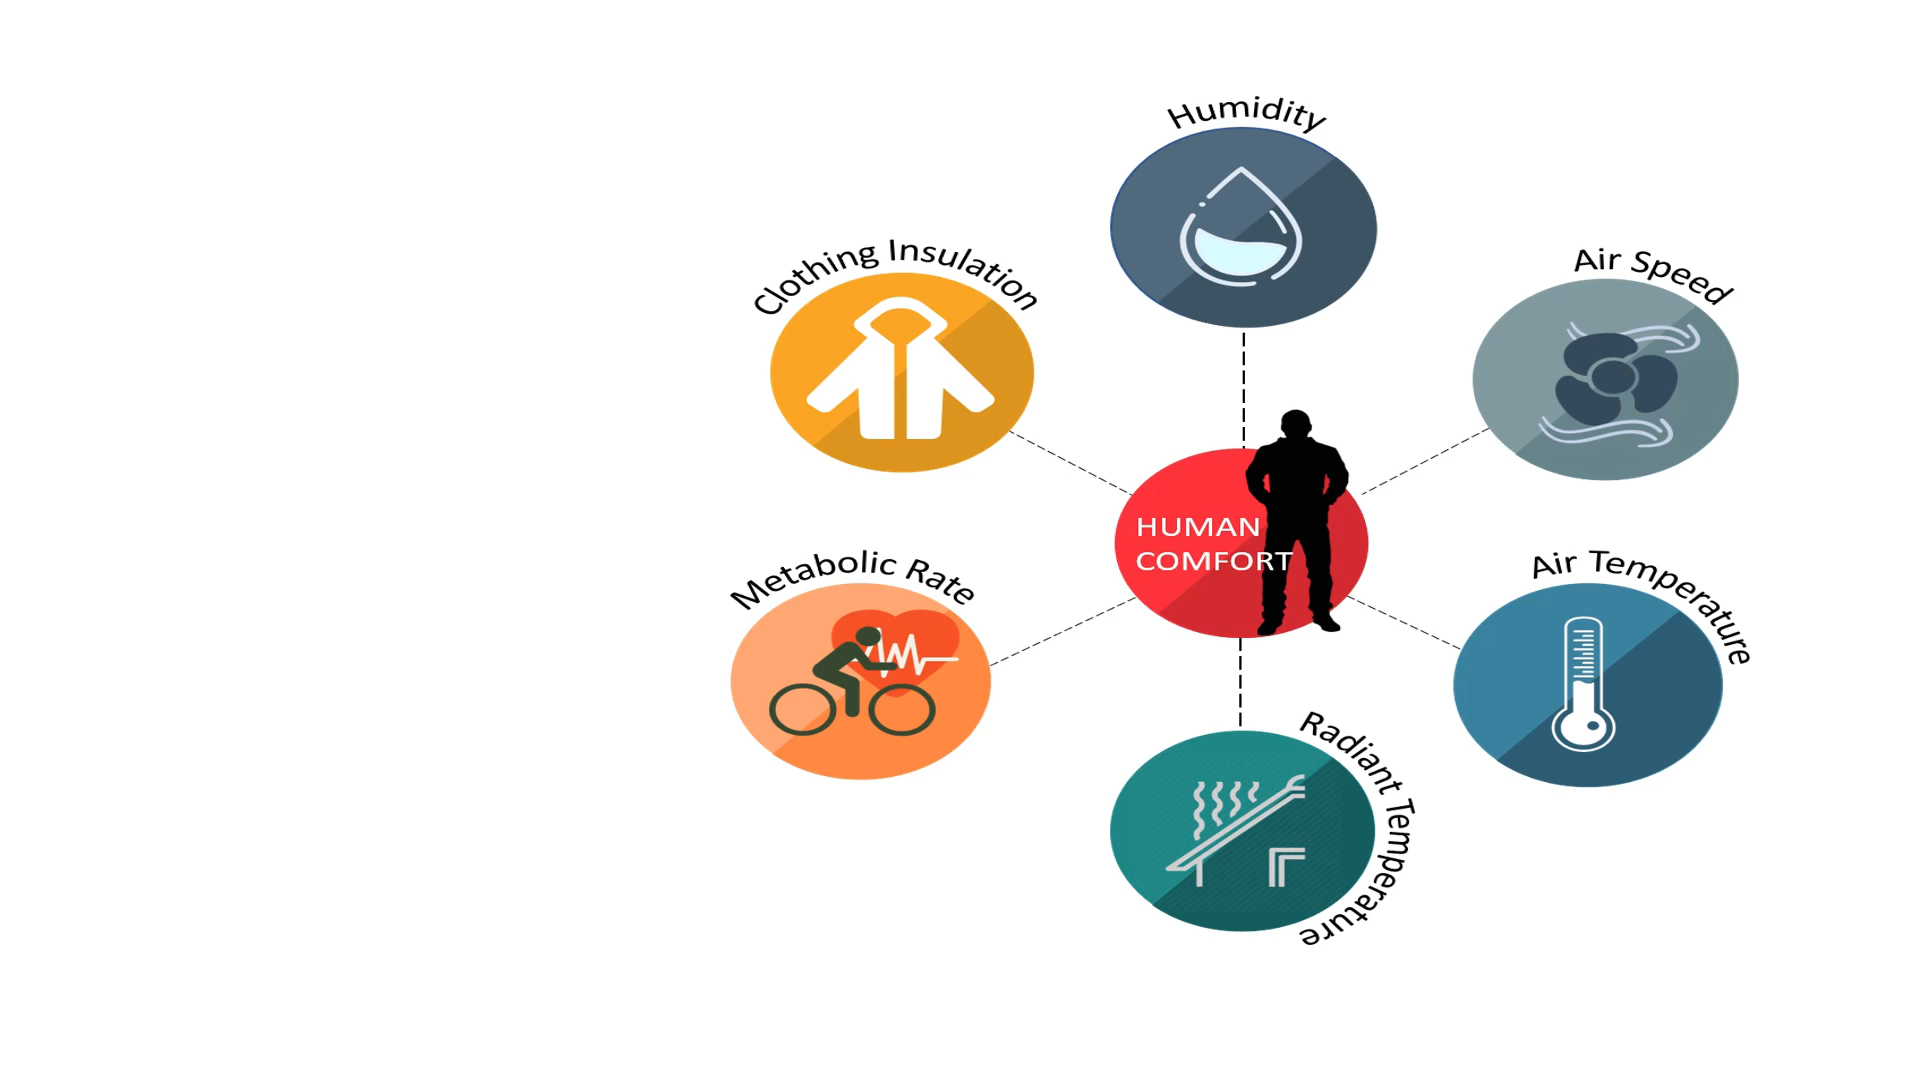 Humidity
Clothing Insulation
Air Speed
HUMAN
COMFORT
Metabolic Rate
Air Temperature
Radiant Temperature